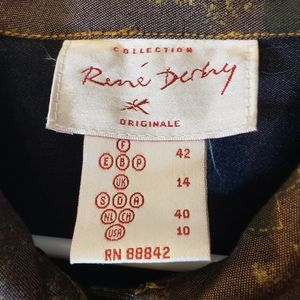 COLLECTION
René Derhy
ORIGINALE
F
E B P 42
UK 14
S D A
NL CH 40
USA 10
RN 88842